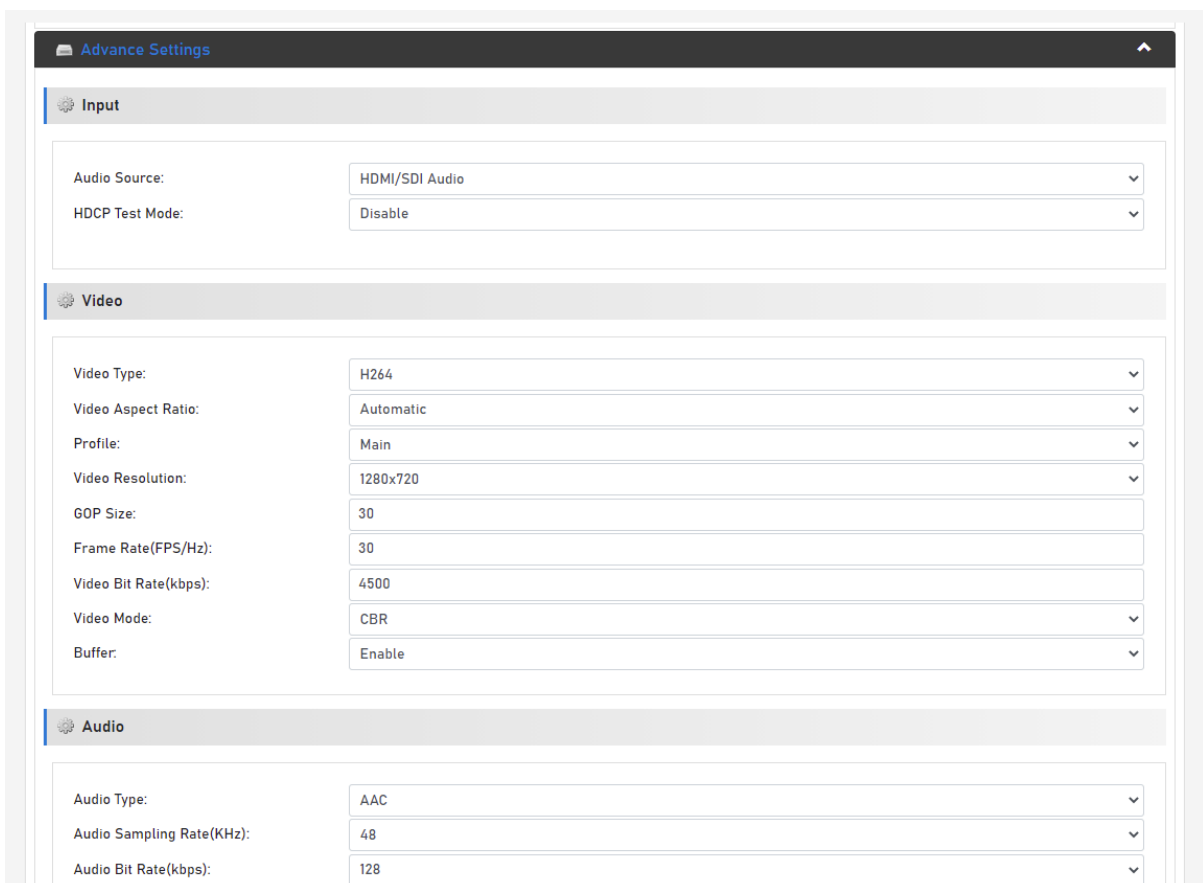 Advance Settings
Input
Audio Source: HDMI/SDI Audio
HDCP Test Mode: Disable
Video
Video Type: H264
Video Aspect Ratio: Automatic
Profile: Main
Video Resolution: 1280x720
GOP Size: 30
Frame Rate(FPS/Hz): 30
Video Bit Rate(kbps): 4500
Video Mode: CBR
Buffer: Enable
Audio
Audio Type: AAC
Audio Sampling Rate(KHz): 48
Audio Bit Rate(kbps): 128